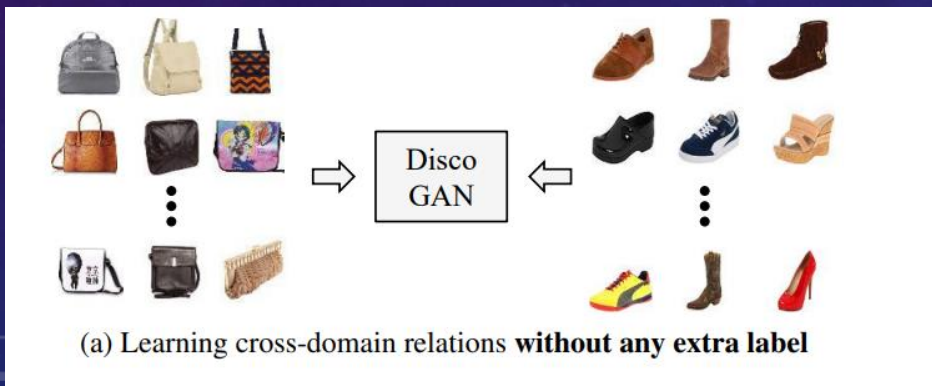 Disco
GAN
(a) Learning cross-domain relations without any extra label